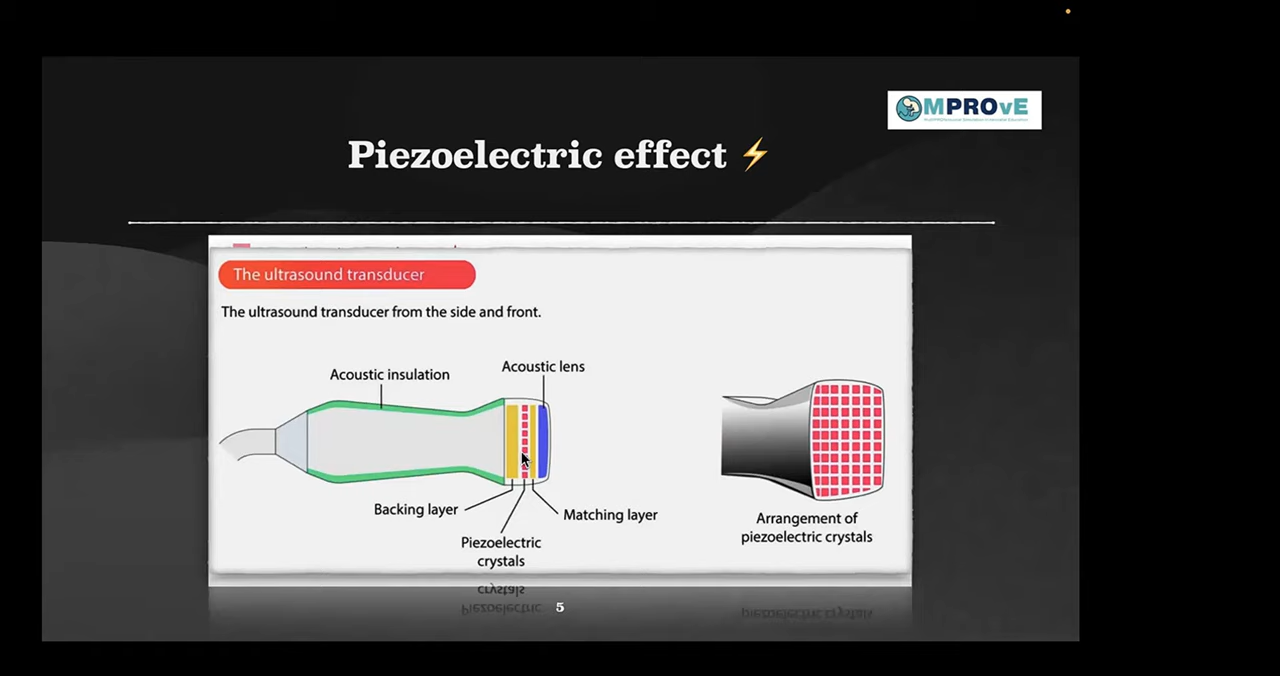 MPROvE
Piezoelectric effect ⚡
The ultrasound transducer
The ultrasound transducer from the side and front.
Acoustic insulation
Acoustic lens
Backing layer
Matching layer
Piezoelectric
crystals
Arrangement of
piezoelectric crystals
5